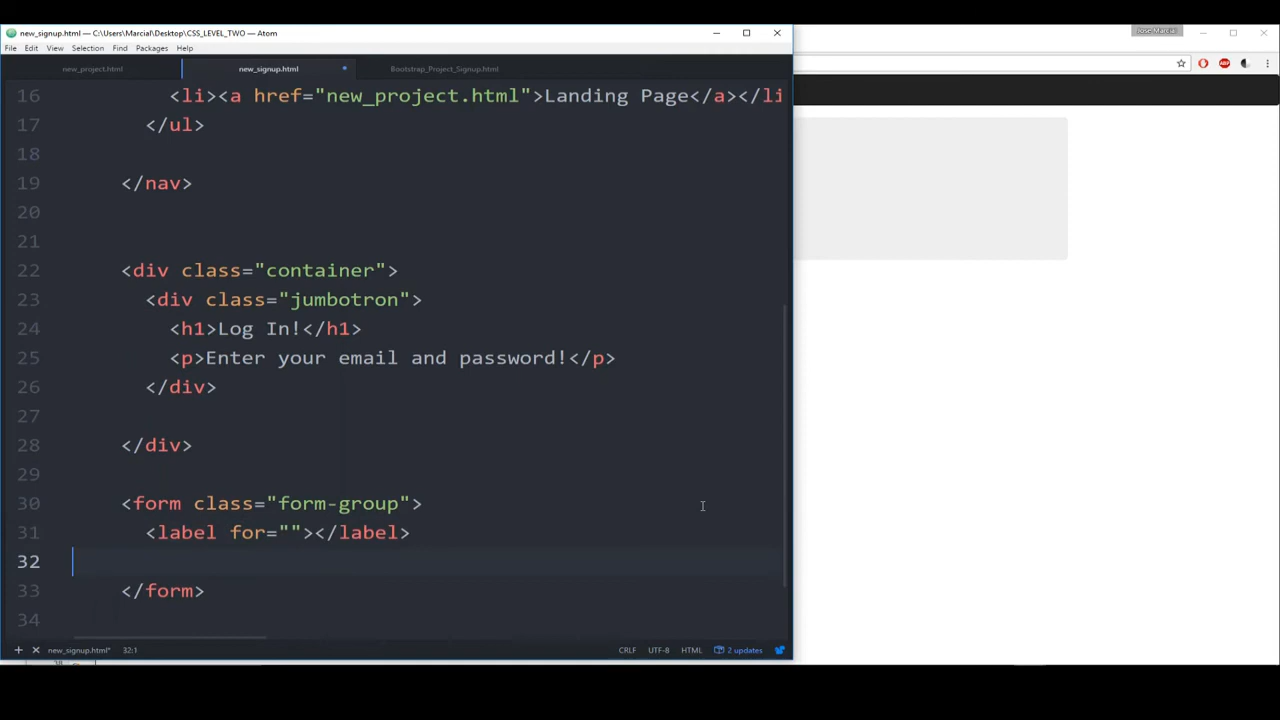 new_signup.html — C:\Users\Marcial\Desktop\CSS_LEVEL_TWO — Atom
Jose Marcial
File Edit View Selection Find Packages Help
new_project.html new_signup.html Bootstrap_Project_Signup.html
16 <li><a href="new_project.html">Landing Page</a></li
17 </ul>
18
19 </nav>
20
21
22 <div class="container">
23 <div class="jumbotron">
24 <h1>Log In!</h1>
25 <p>Enter your email and password!</p>
26 </div>
27
28 </div>
29
30 <form class="form-group">
31 <label for=""></label>
32
33 </form>
34
new_signup.html* 32:1 CRLF UTF-8 HTML 2 updates